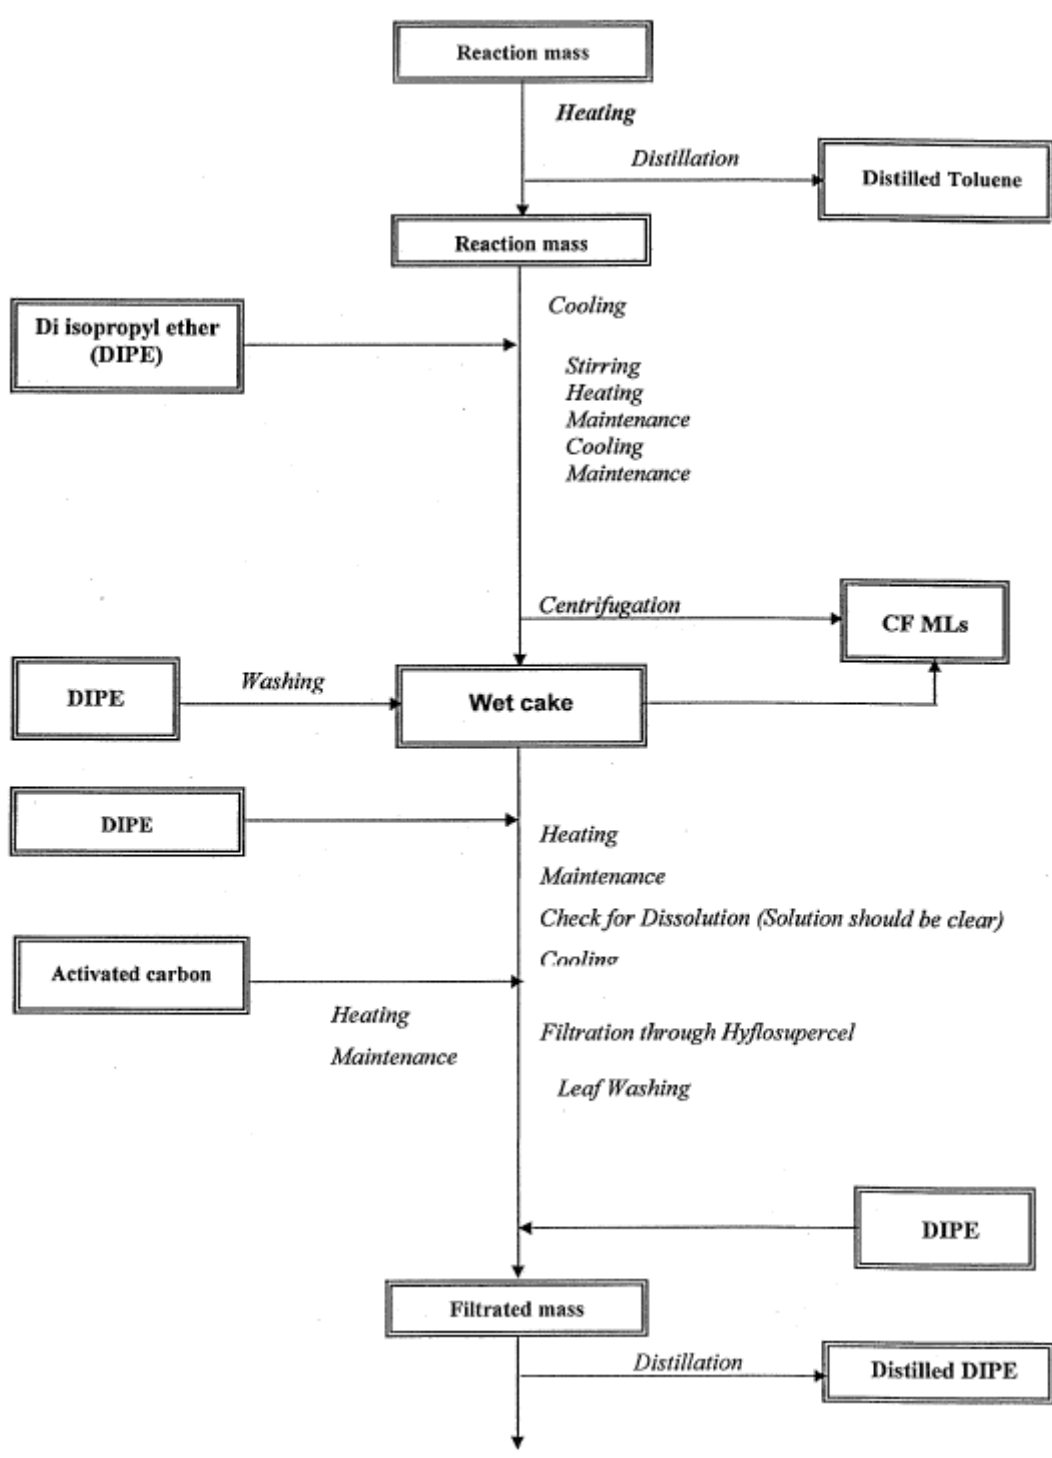 Reaction mass
Heating
Distillation
Distilled Toluene
Reaction mass
Cooling
Di isopropyl ether
(DIPE)
Stirring
Heating
Maintenance
Cooling
Maintenance
Centrifugation
CF MLs
DIPE
Washing
Wet cake
DIPE
Heating
Maintenance
Check for Dissolution (Solution should be clear)
Cooling
Activated carbon
Heating
Maintenance
Filtration through Hyflosupercel
Leaf Washing
DIPE
Filtrated mass
Distillation
Distilled DIPE